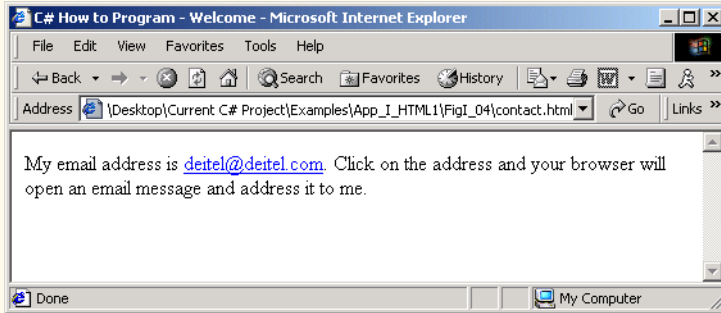 C# How to Program - Welcome - Microsoft Internet Explorer
File Edit View Favorites Tools Help
Back Search Favorites History »
Address \Desktop\Current C# Project\Examples\App_I_HTML1\FigI_04\contact.html Go Links »
My email address is deitel@deitel.com. Click on the address and your browser will
open an email message and address it to me.
Done My Computer